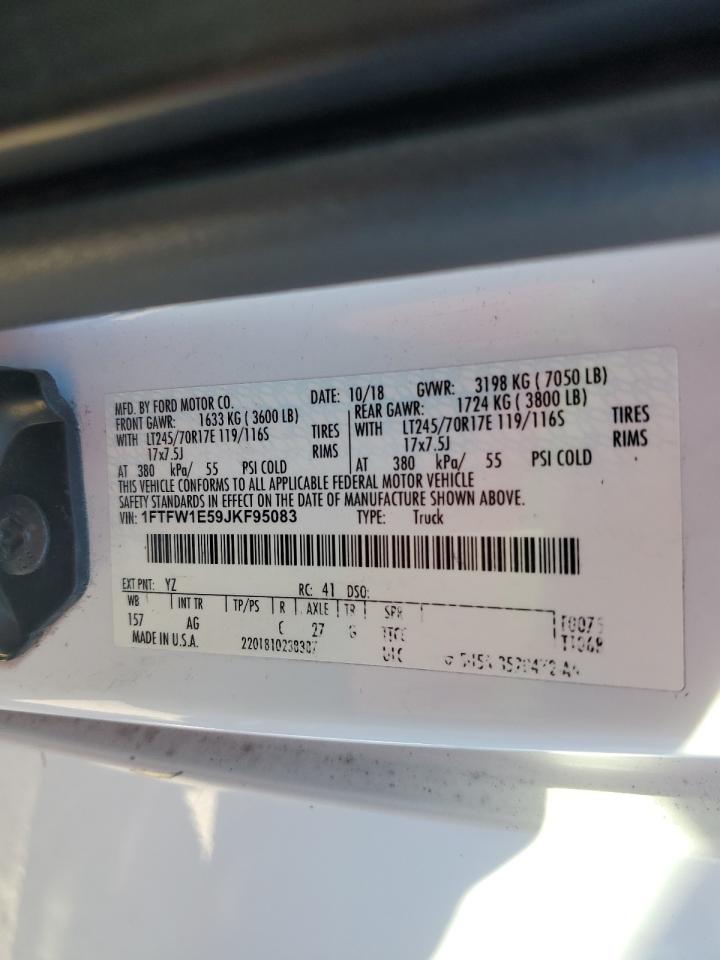 MFD. BY FORD MOTOR CO. DATE: 10/18 GVWR: 3198 KG ( 7050 LB)
FRONT GAWR: 1633 KG ( 3600 LB) REAR GAWR: 1724 KG ( 3800 LB)
WITH LT245/70R17E 119/116S TIRES WITH LT245/70R17E 119/116S TIRES
17x7.5J RIMS 17x7.5J RIMS
AT 380 kPa/ 55 PSI COLD AT 380 kPa/ 55 PSI COLD
THIS VEHICLE CONFORMS TO ALL APPLICABLE FEDERAL MOTOR VEHICLE
SAFETY STANDARDS IN EFFECT ON THE DATE OF MANUFACTURE SHOWN ABOVE.
VIN: 1FTFW1E59JKF95083 TYPE: Truck
EXT PNT: YZ RC: 41 DSO:
WB INT TR TP/PS R AXLE TR SPR
157 AG C 27 G
MADE IN U.S.A.